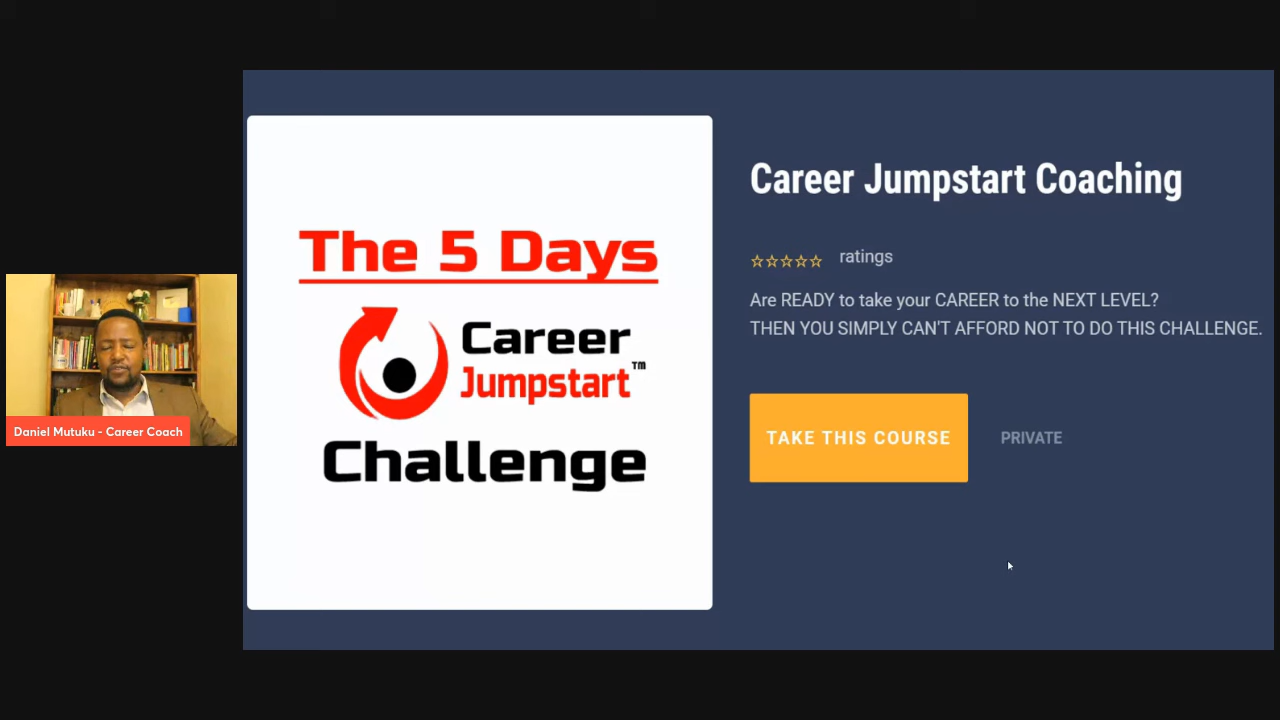 The 5 Days
Career
Jumpstart™
Challenge
Career Jumpstart Coaching
ratings
Are READY to take your CAREER to the NEXT LEVEL?
THEN YOU SIMPLY CAN'T AFFORD NOT TO DO THIS CHALLENGE.
TAKE THIS COURSE
PRIVATE
Daniel Mutuku - Career Coach